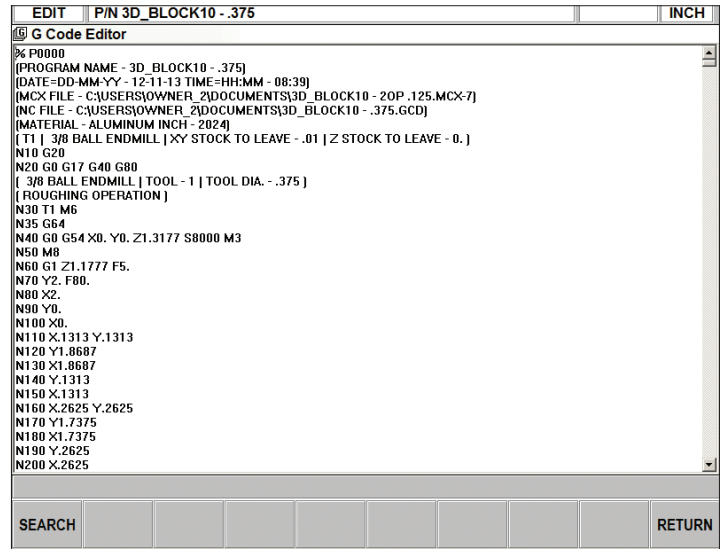 EDIT P/N 3D_BLOCK10 - .375 INCH
G Code Editor
% P0000
(PROGRAM NAME - 3D_BLOCK10 - .375)
(DATE=DD-MM-YY - 12-11-13 TIME=HH:MM - 08:39)
(MCX FILE - C:\USERS\OWNER_2\DOCUMENTS\3D_BLOCK10 - 2OP .125.MCX-7)
(NC FILE - C:\USERS\OWNER_2\DOCUMENTS\3D_BLOCK10 - .375.GCD)
(MATERIAL - ALUMINUM INCH - 2024)
( T1 | 3/8 BALL ENDMILL | XY STOCK TO LEAVE - .01 | Z STOCK TO LEAVE - 0. )
N10 G20
N20 G0 G17 G40 G80
( 3/8 BALL ENDMILL | TOOL - 1 | TOOL DIA. - .375 )
( ROUGHING OPERATION )
N30 T1 M6
N35 G64
N40 G0 G54 X0. Y0. Z1.3177 S8000 M3
N50 M8
N60 G1 Z1.1777 F5.
N70 Y2. F80.
N80 X2.
N90 Y0.
N100 X0.
N110 X.1313 Y.1313
N120 Y1.8687
N130 X1.8687
N140 Y.1313
N150 X.1313
N160 X.2625 Y.2625
N170 Y1.7375
N180 X1.7375
N190 Y.2625
N200 X.2625
SEARCH RETURN